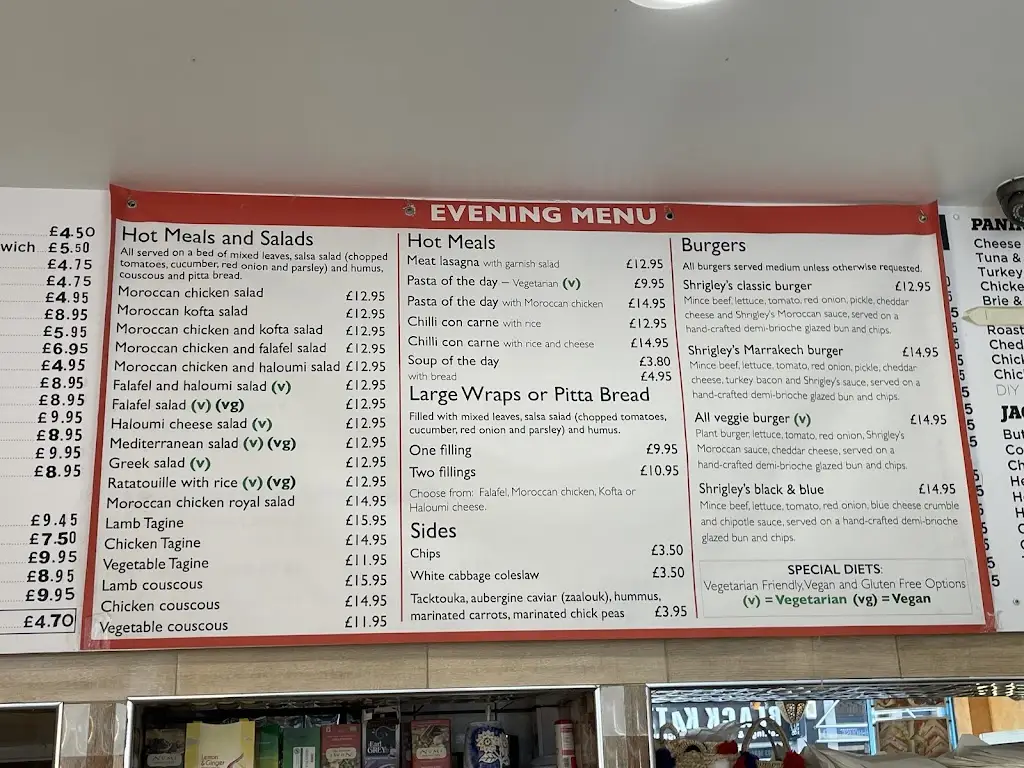 EVENING MENU
Hot Meals and Salads
All served on a bed of mixed leaves, salsa salad (chopped
tomatoes, cucumber, red onion and parsley) and humus,
couscous and pitta bread.
Moroccan chicken salad £12.95
Moroccan kofta salad £12.95
Moroccan chicken and kofta salad £12.95
Moroccan chicken and falafel salad £12.95
Moroccan chicken and haloumi salad £12.95
Falafel and haloumi salad (v) £12.95
Falafel salad (v) (vg) £12.95
Haloumi cheese salad (v) £12.95
Mediterranean salad (v) (vg) £12.95
Greek salad (v) £12.95
Ratatouille with rice (v) (vg) £12.95
Moroccan chicken royal salad £14.95
Lamb Tagine £15.95
Chicken Tagine £14.95
Vegetable Tagine £11.95
Lamb couscous £15.95
Chicken couscous £14.95
Vegetable couscous £11.95
Hot Meals
Meat lasagna with garnish salad £12.95
Pasta of the day – Vegetarian (v) £9.95
Pasta of the day with Moroccan chicken £14.95
Chilli con carne with rice £12.95
Chilli con carne with rice and cheese £14.95
Soup of the day £3.80
with bread £4.95
Large Wraps or Pitta Bread
Filled with mixed leaves, salsa salad (chopped tomatoes,
cucumber, red onion and parsley) and humus.
One filling £9.95
Two fillings £10.95
Choose from: Falafel, Moroccan chicken, Kofta or
Haloumi cheese.
Sides
Chips £3.50
White cabbage coleslaw £3.50
Tacktouka, aubergine caviar (zaalouk), hummus,
marinated carrots, marinated chick peas £3.95
Burgers
All burgers served medium unless otherwise requested.
Shrigley's classic burger £12.95
Mince beef, lettuce, tomato, red onion, pickle, cheddar
cheese and Shrigley's Moroccan sauce, served on a
hand-crafted demi-brioche glazed bun and chips.
Shrigley's Marrakech burger £14.95
Mince beef, lettuce, tomato, red onion, pickle, cheddar
cheese, turkey bacon and Shrigley's sauce, served on a
hand-crafted demi-brioche glazed bun and chips.
All veggie burger (v) £14.95
Plant burger, lettuce, tomato, red onion, Shrigley's
Moroccan sauce, cheddar cheese, served on a
hand-crafted demi-brioche glazed bun and chips.
Shrigley's black & blue £14.95
Mince beef, lettuce, tomato, red onion, blue cheese crumble
and chipotle sauce, served on a hand-crafted demi-brioche
glazed bun and chips.
SPECIAL DIETS:
Vegetarian Friendly, Vegan and Gluten Free Options
(v) = Vegetarian (vg) = Vegan
£4.50
wich £5.50
£4.75
£4.75
£4.95
£8.95
£5.95
£6.95
£4.95
£8.95
£8.95
£9.95
£8.95
£9.95
£8.95
£9.45
£7.50
£9.95
£8.95
£9.95
£4.70
Cheese
Tuna &
Turkey
Brie &
Roast
DIY
Lemon
& Ginger
EARL
GREY